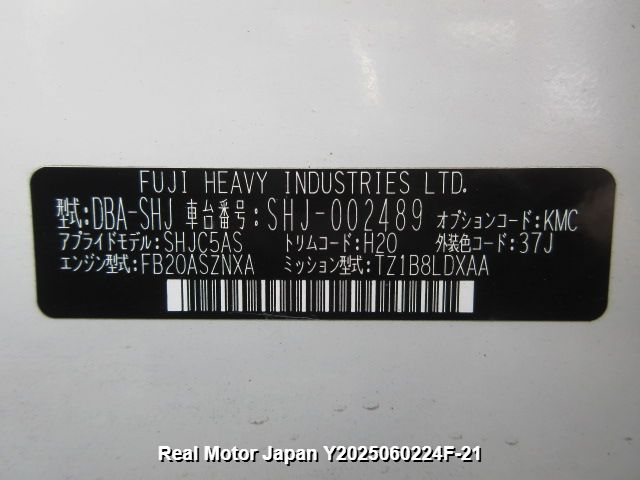 FUJI HEAVY INDUSTRIES LTD.
型式:DBA-SHJ 車台番号:SHJ-002489 オプションコード:KMC
アプライドモデル:SHJC5AS トリムコード:H20 外装色コード:37J
エンジン型式:FB20ASZNXA ミッション型式:TZ1B8LDXAA
Real Motor Japan Y2025060224F-21